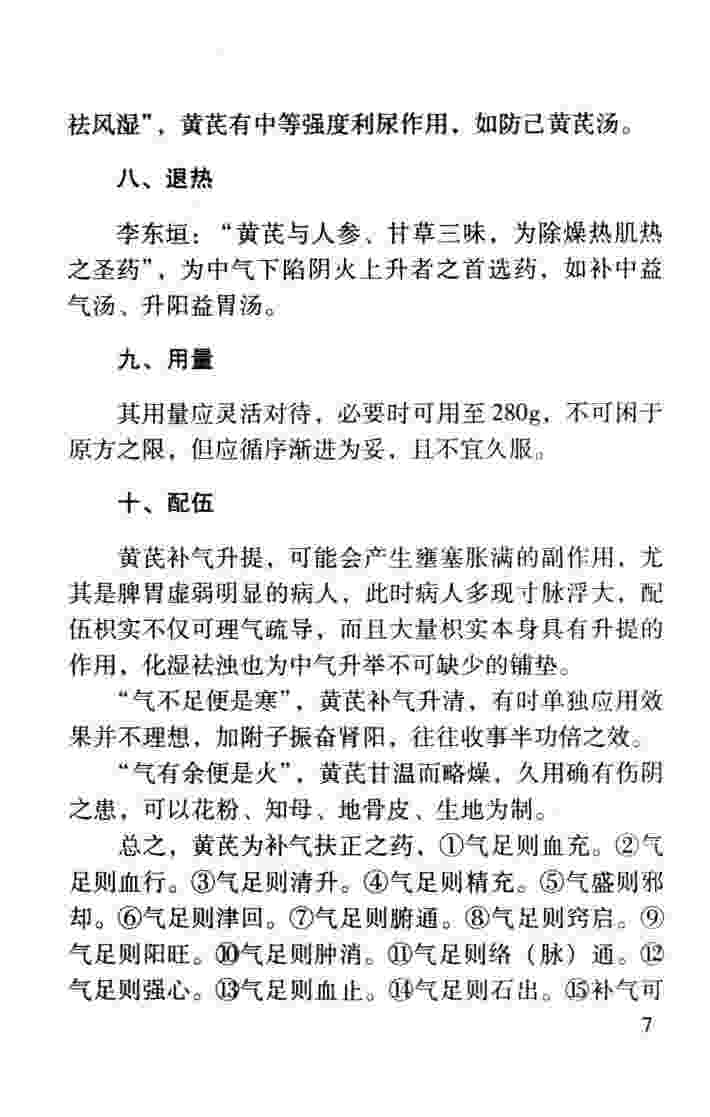 祛风湿”，黄芪有中等强度利尿作用，如防己黄芪汤。
八、退热
李东垣：“黄芪与人参、甘草三味，为除燥热肌热
之圣药”，为中气下陷阴火上升者之首选药，如补中益
气汤、升阳益胃汤。
九、用量
其用量应灵活对待，必要时可用至280g，不可困于
原方之限，但应循序渐进为妥，且不宜久服。
十、配伍
黄芪补气升提，可能会产生壅塞胀满的副作用，尤
其是脾胃虚弱明显的病人，此时病人多现寸脉浮大，配
伍枳实不仅可理气疏导，而且大量枳实本身具有升提的
作用，化湿祛浊也为中气升举不可缺少的铺垫。
“气不足便是寒”，黄芪补气升清，有时单独应用效
果并不理想，加附子振奋肾阳，往往收事半功倍之效。
“气有余便是火”，黄芪甘温而略燥，久用确有伤阴
之患，可以花粉、知母、地骨皮、生地为制。
总之，黄芪为补气扶正之药，①气足则血充。②气
足则血行。③气足则清升。④气足则精充。⑤气盛则邪
却。⑥气足则津回。⑦气足则腑通。⑧气足则窍启。⑨
气足则阳旺。⑩气足则肿消。⑪气足则络（脉）通。⑫
气足则强心。⑬气足则血止。⑭气足则石出。⑮补气可
7